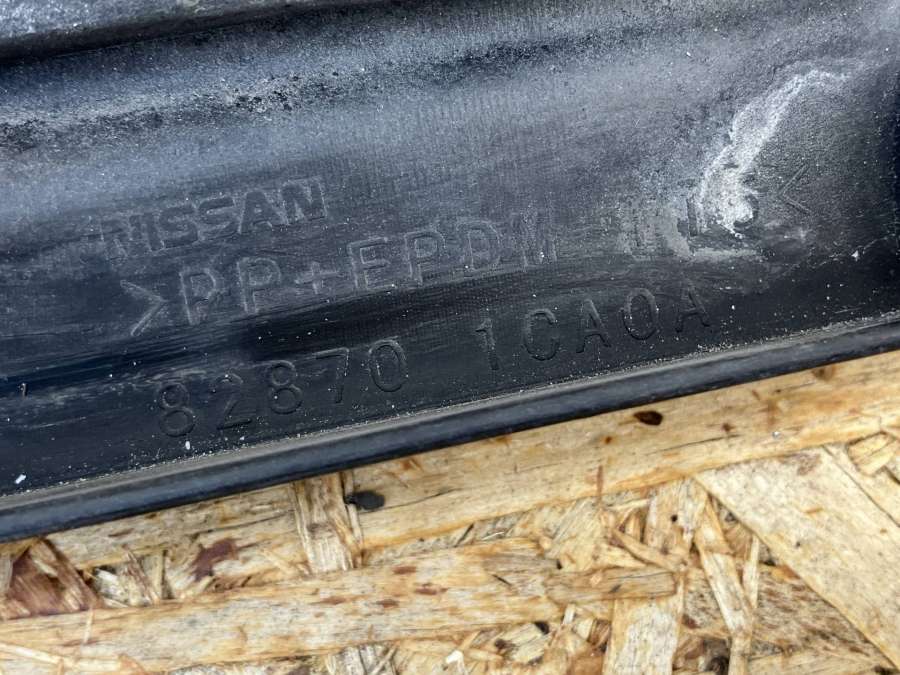 NISSAN
>PP+EPDM
82870 1CA0A